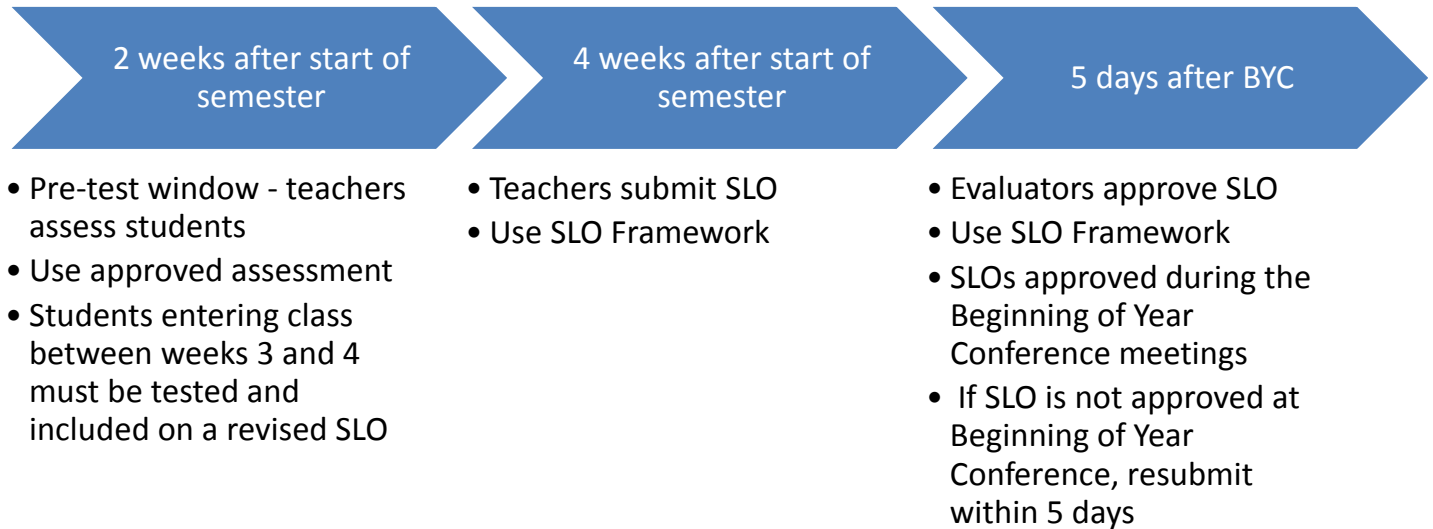 2 weeks after start of
semester
4 weeks after start of
semester
5 days after BYC
• Pre-test window - teachers
assess students
• Use approved assessment
• Students entering class
between weeks 3 and 4
must be tested and
included on a revised SLO
• Teachers submit SLO
• Use SLO Framework
• Evaluators approve SLO
• Use SLO Framework
• SLOs approved during the
Beginning of Year
Conference meetings
• If SLO is not approved at
Beginning of Year
Conference, resubmit
within 5 days